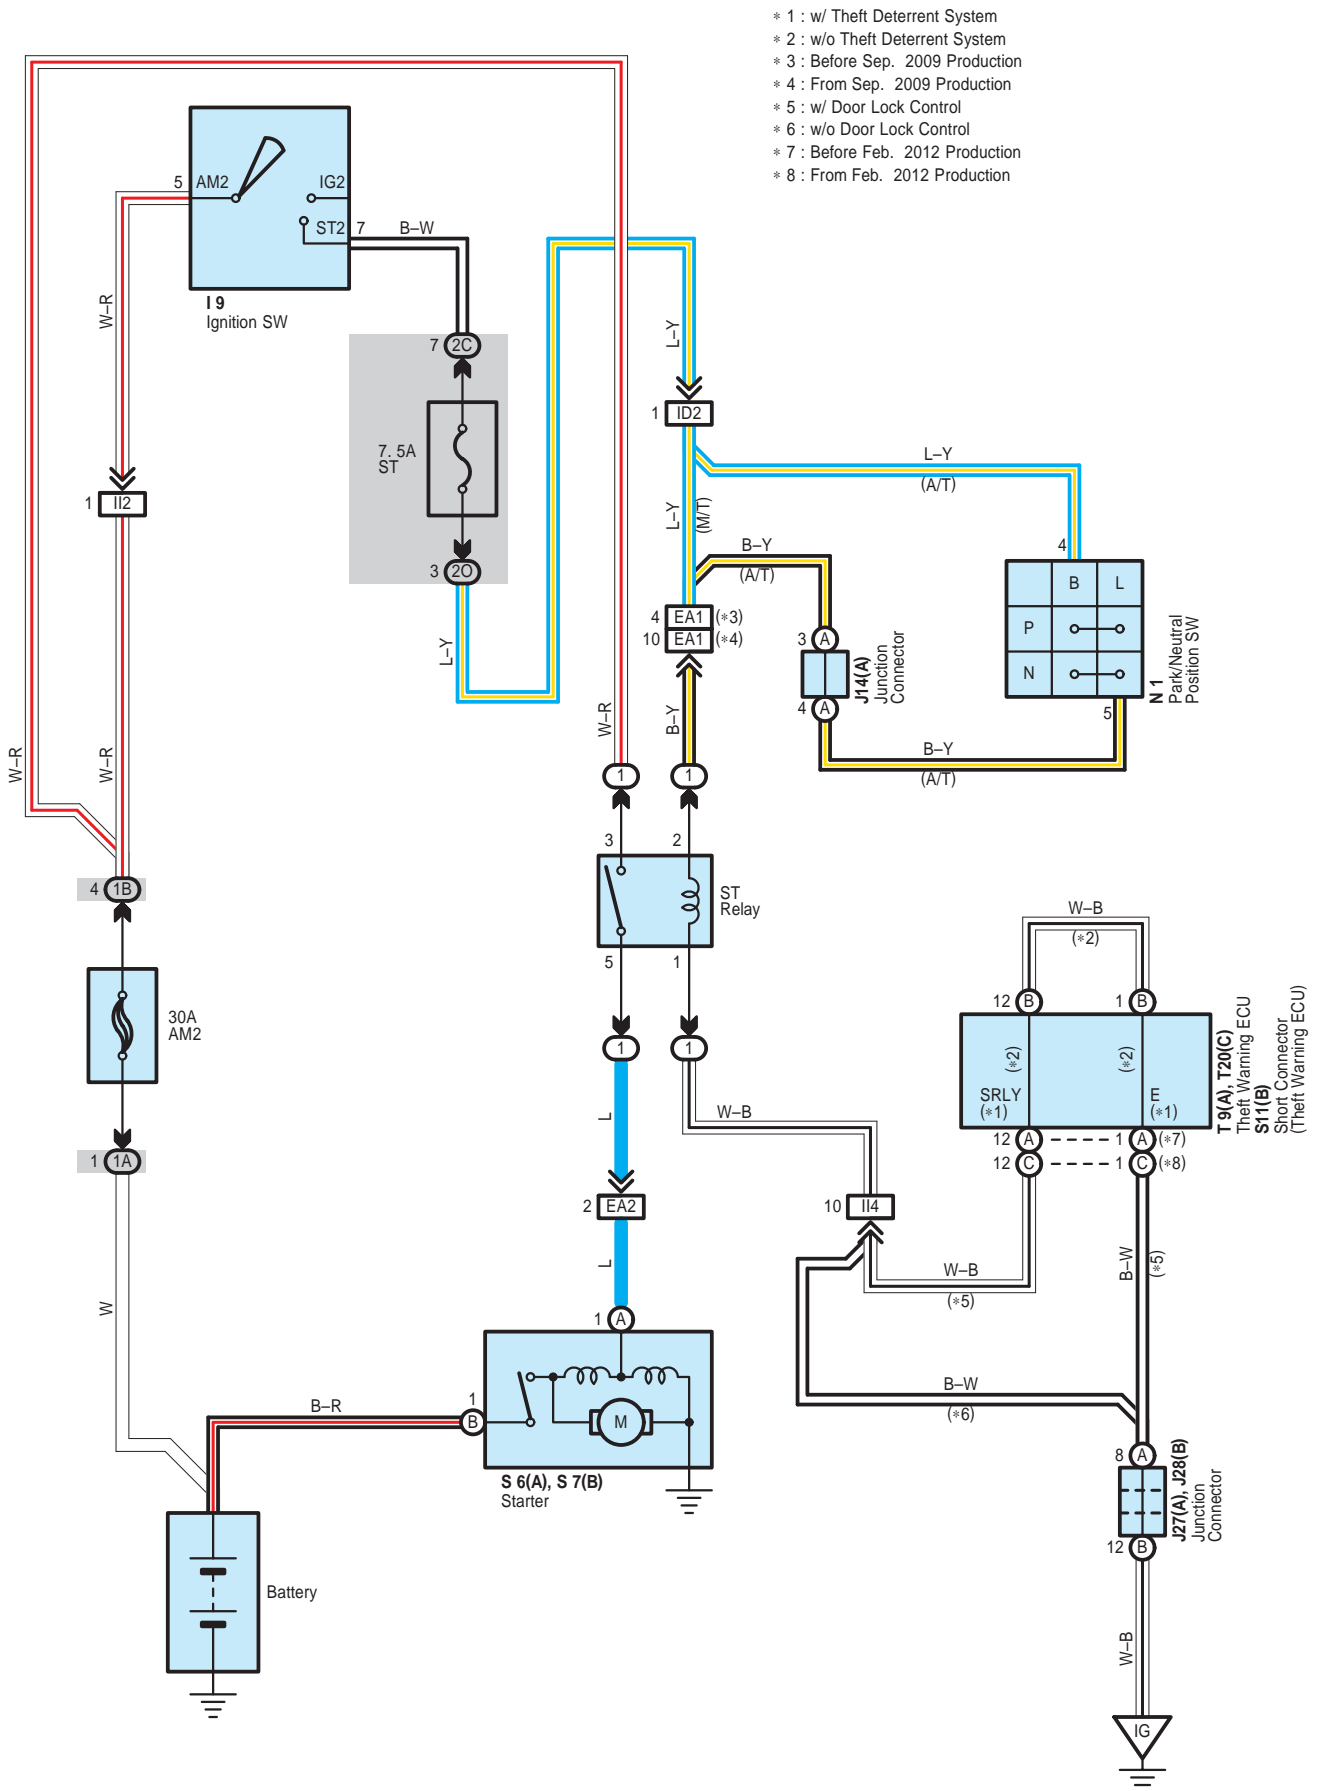 * 1 : w/ Theft Deterrent System
* 2 : w/o Theft Deterrent System
* 3 : Before Sep. 2009 Production
* 4 : From Sep. 2009 Production
* 5 : w/ Door Lock Control
* 6 : w/o Door Lock Control
* 7 : Before Feb. 2012 Production
* 8 : From Feb. 2012 Production
5
AM2
IG2
ST2
7
B–W
I 9
Ignition SW
W–R
7
2C
7. 5A
ST
3
2O
L–Y
L–Y
1
ID2
L–Y
(A/T)
L–Y
(M/T)
B–Y
(A/T)
4
EA1
(*3)
10
EA1
(*4)
3
A
J14(A)
Junction
Connector
4
A
4
B
L
P
N
5
N 1
Park/Neutral
Position SW
B–Y
(A/T)
1
II2
W–R
W–R
W–R
B–Y
1
1
3
2
ST
Relay
5
1
1
1
4
1B
30A
AM2
1
1A
W
L
W–B
2
EA2
L
10
II4
W–B
(*2)
12
B
1
B
(*2)
(*2)
SRLY
(*1)
E
(*1)
12
A
1
A
(*7)
12
C
1
C
(*8)
T 9(A), T20(C)
Theft Warning ECU
S11(B)
Short Connector
(Theft Warning ECU)
W–B
(*5)
B–W
(*5)
B–W
(*6)
1
A
1
B
M
B–R
S 6(A), S 7(B)
Starter
Battery
8
A
J27(A), J28(B)
Junction
Connector
12
B
W–B
IG